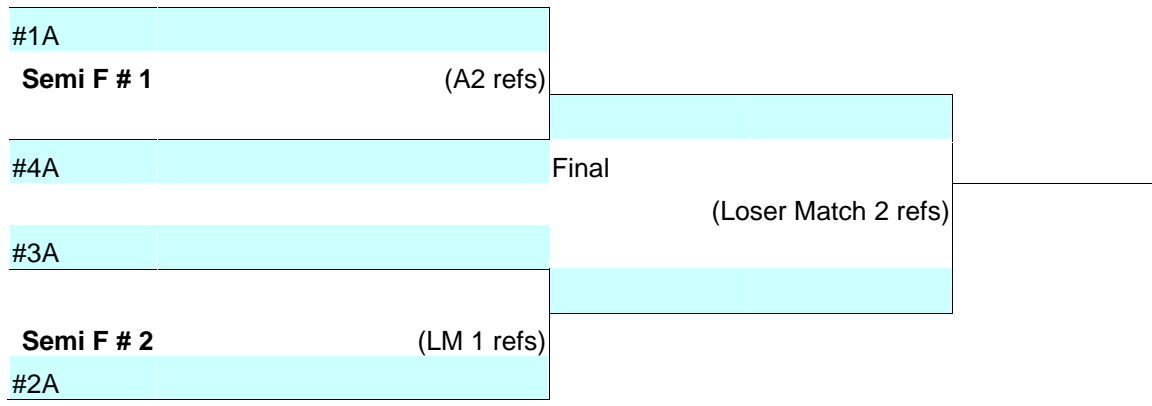 #1A
Semi F # 1 (A2 refs)
#4A Final
(Loser Match 2 refs)
#3A
Semi F # 2 (LM 1 refs)
#2A